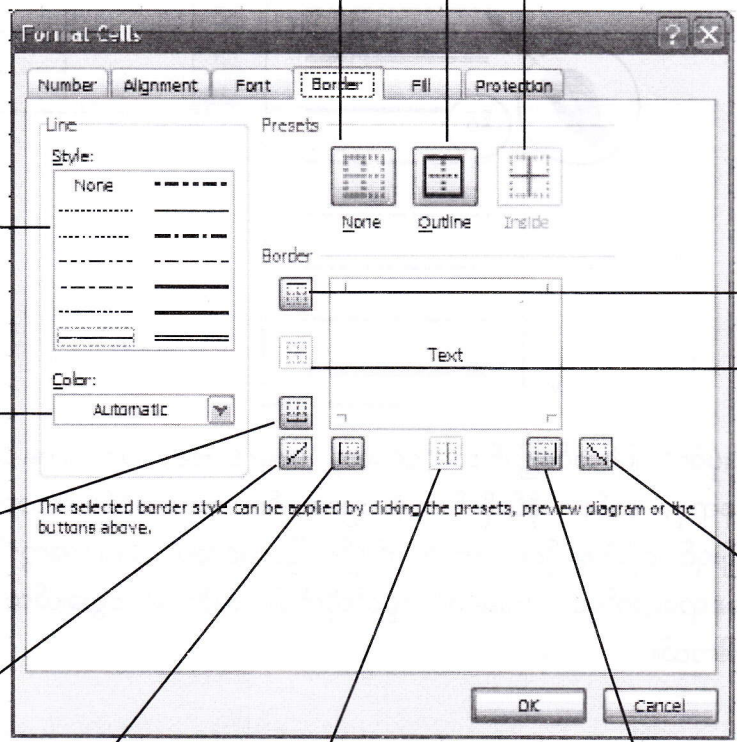 Format Cells
Number Alignment Font Border Fill Protection
Line
Style:
None
Color:
Automatic
Presets
None Outline Inside
Border
Text
The selected border style can be applied by clicking the presets, preview diagram or the
buttons above.
OK Cancel